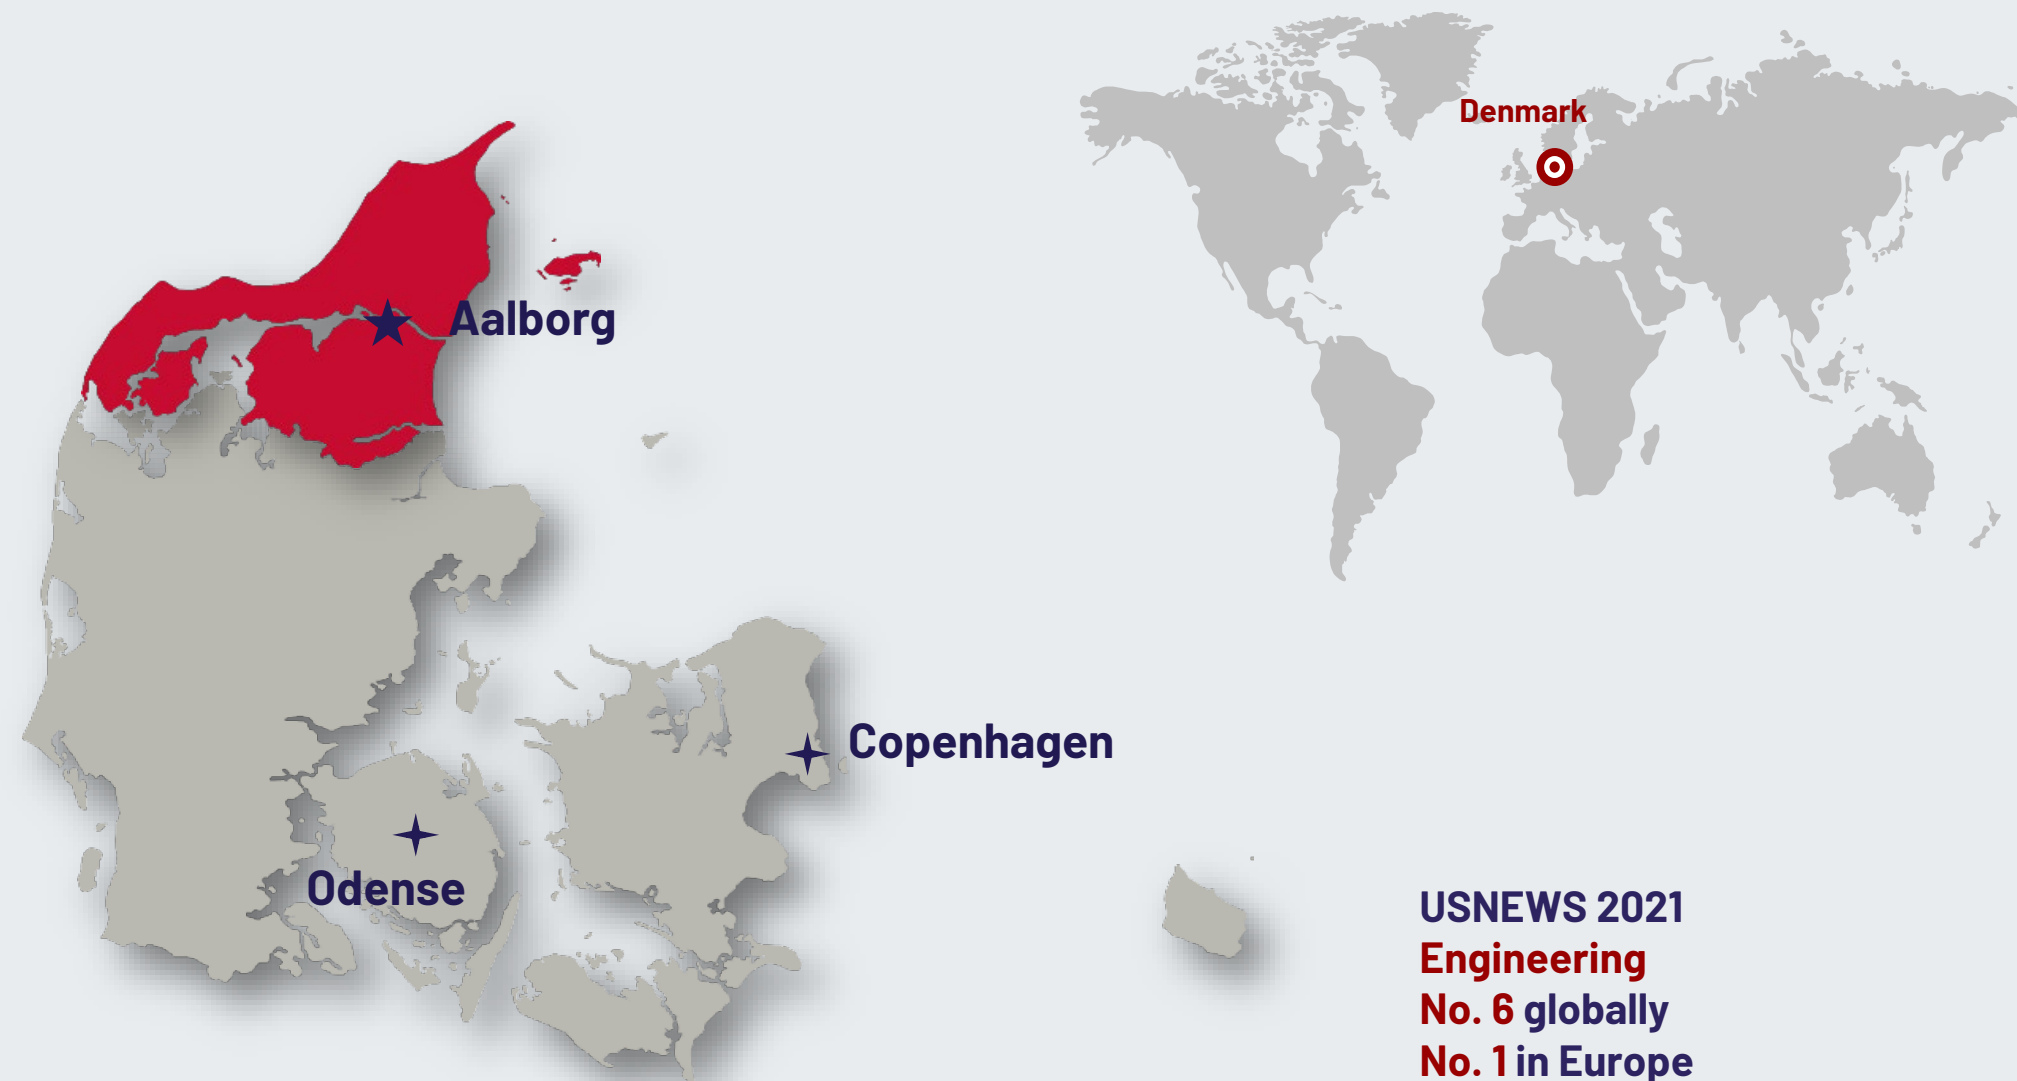 Denmark
Aalborg
Copenhagen
Odense
USNEWS 2021
Engineering
No. 6 globally
No. 1 in Europe